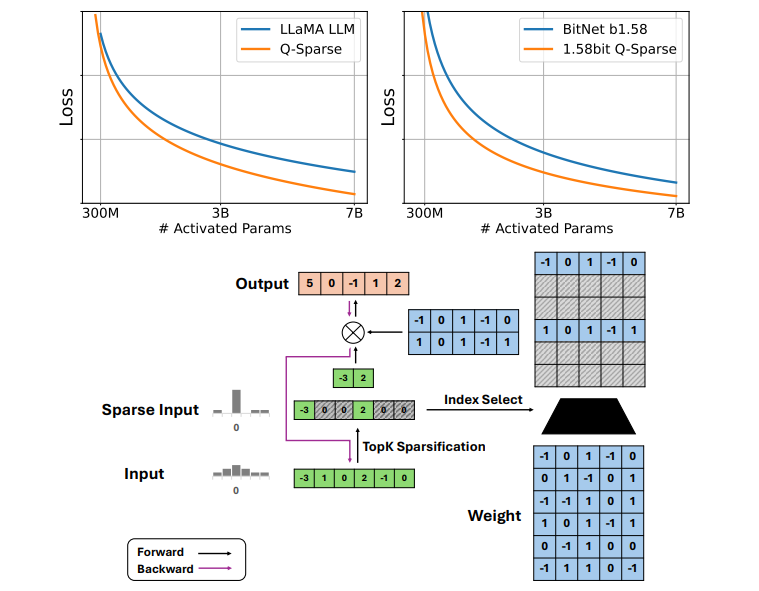 LLaMA LLM
Q-Sparse
Loss
300M 3B 7B
# Activated Params
BitNet b1.58
1.58bit Q-Sparse
Loss
300M 3B 7B
# Activated Params
Output
5 0 -1 1 2
-1 0 1 -1 0
1 0 1 -1 1
-3 2
Sparse Input
0
-3 0 0 2 0 0
Index Select
TopK Sparsification
Input
0
-3 1 0 2 -1 0
-1 0 1 -1 0
1 0 1 -1 1
Weight
-1 0 1 -1 0
0 1 -1 0 1
-1 -1 1 0 1
1 0 1 -1 1
0 -1 1 0 0
-1 1 1 0 -1
Forward
Backward